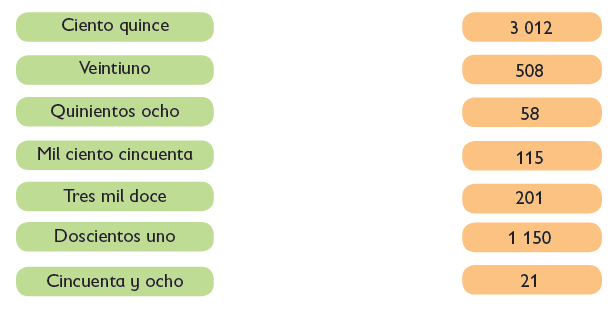 Ciento quince 3 012
Veintiuno 508
Quinientos ocho 58
Mil ciento cincuenta 115
Tres mil doce 201
Doscientos uno 1 150
Cincuenta y ocho 21